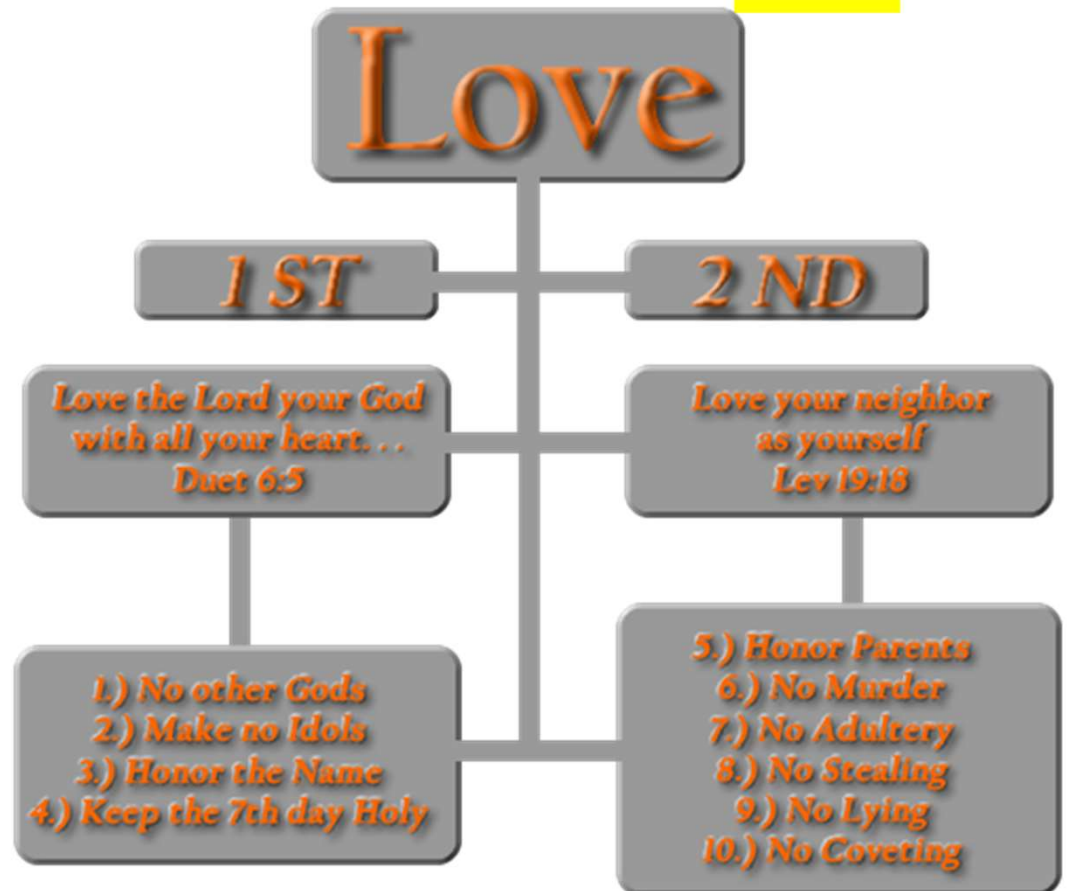 Love
1 ST
2 ND
Love the Lord your God
with all your heart. . .
Duet 6:5
Love your neighbor
as yourself
Lev 19:18
1.) No other Gods
2.) Make no Idols
3.) Honor the Name
4.) Keep the 7th day Holy
5.) Honor Parents
6.) No Murder
7.) No Adultery
8.) No Stealing
9.) No Lying
10.) No Coveting